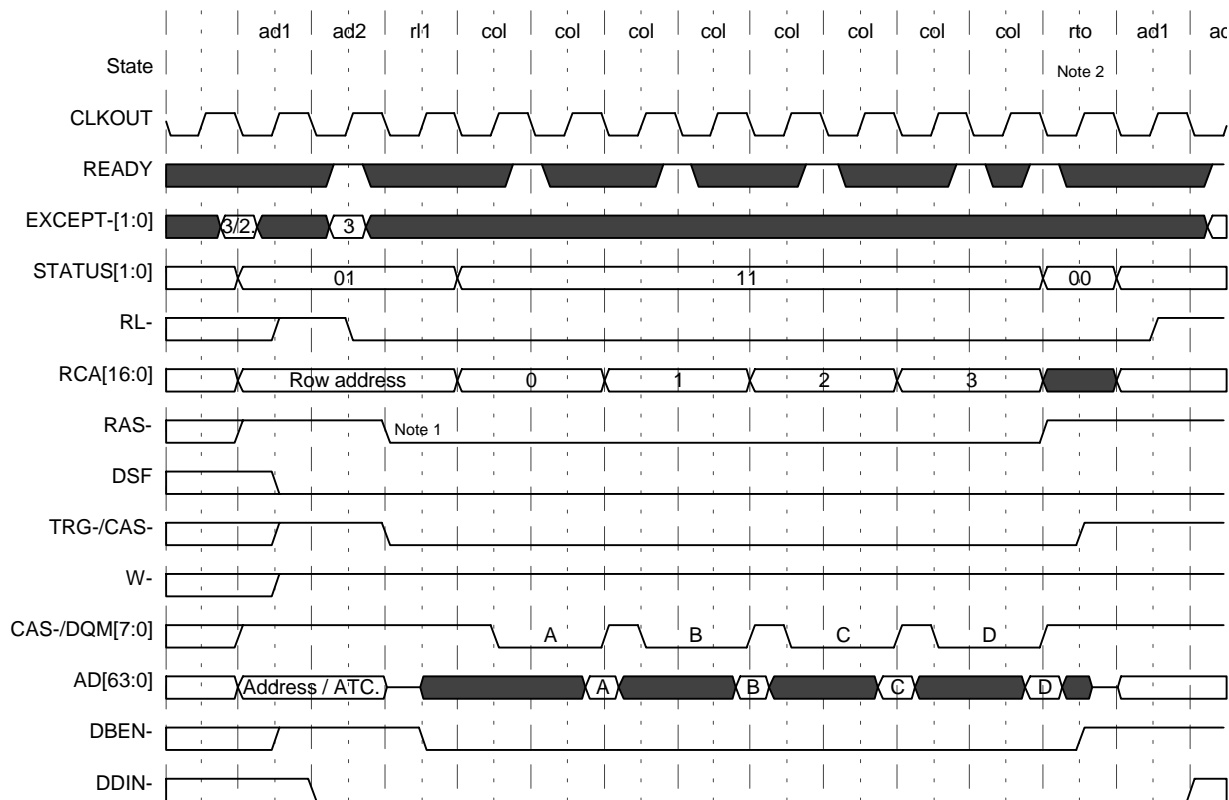 ad1 ad2 rl1 col col col col col col col col rto ad1 ad
State Note 2
CLKOUT
READY
EXCEPT-[1:0] 3/2. 3
STATUS[1:0] 01 11 00
RL-
RCA[16:0] Row address 0 1 2 3
RAS- Note 1
DSF
TRG-/CAS-
W-
CAS-/DQM[7:0] A B C D
AD[63:0] Address / ATC. A B C D
DBEN-
DDIN-